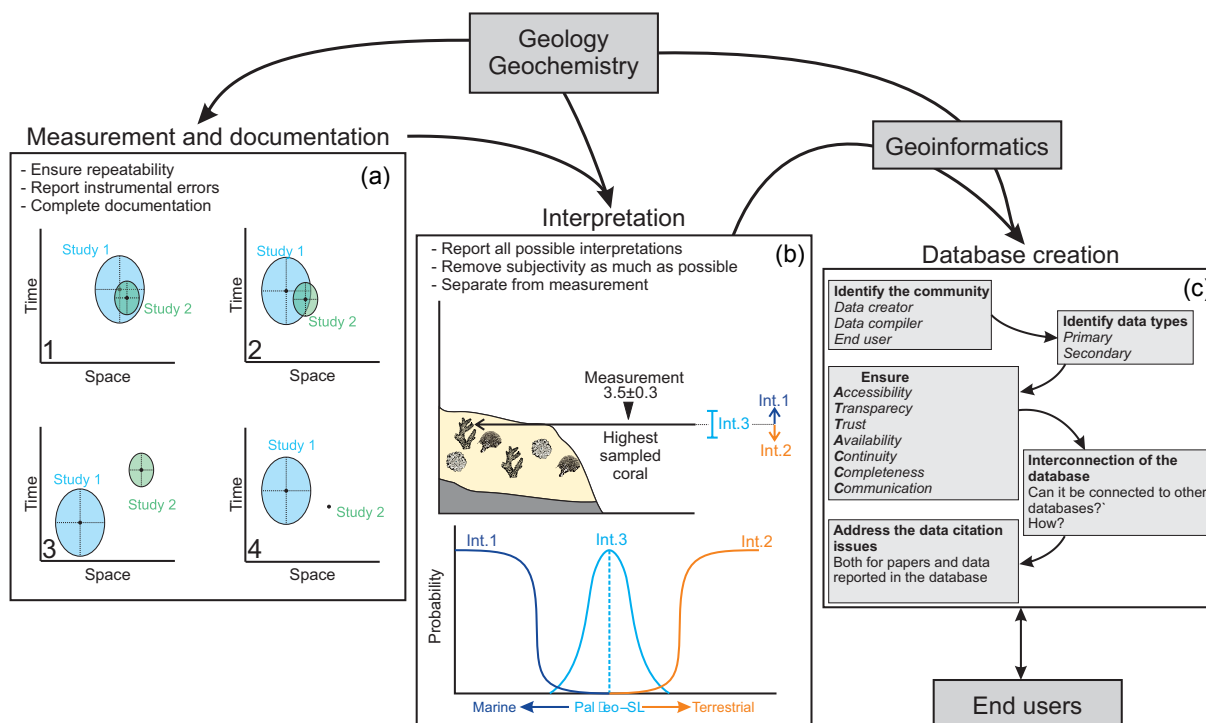 Geology
Geochemistry
Measurement and documentation
Geoinformatics
- Ensure repeatability
- Report instrumental errors
- Complete documentation
(a)
Study 1
Study 2
Time
Space
1
Study 1
Study 2
Time
Space
2
Study 1
Study 2
Time
Space
3
Study 1
Study 2
Time
Space
4
Interpretation
- Report all possible interpretations
- Remove subjectivity as much as possible
- Separate from measurement
(b)
Measurement
3.5±0.3
Int.1
Int.3
Int.2
Highest
sampled
coral
Int.1
Int.3
Int.2
Probability
Marine
Pal eo–SL
Terrestrial
Database creation
(c)
Identify the community
Data creator
Data compiler
End user
Identify data types
Primary
Secondary
Ensure
Accessibility
Transparecy
Trust
Availability
Continuity
Completeness
Communication
Interconnection of the
database
Can it be connected to other
databases?`
How?
Address the data citation
issues
Both for papers and data
reported in the database
End users